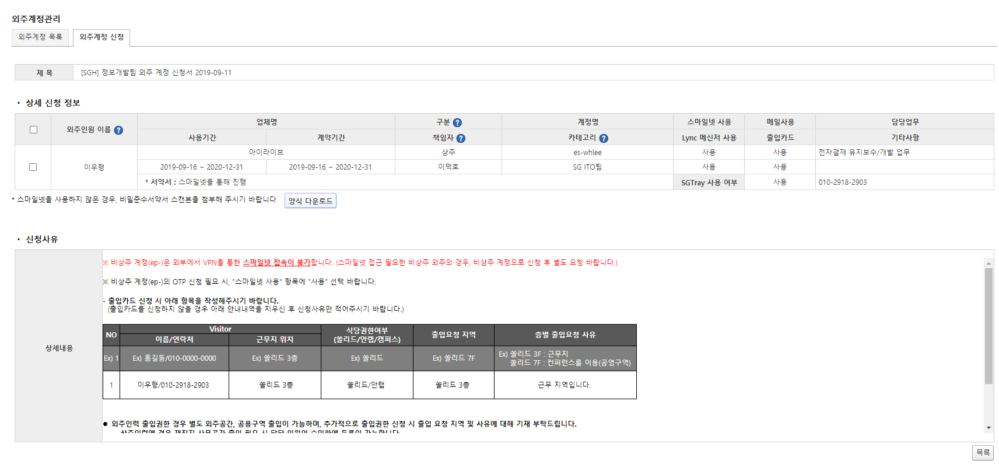 외주계정관리
외주계정 목록 외주계정 신청
제 목 [SGH] 정보개발팀 외주 계정 신청서 2019-09-11
• 상세 신청 정보
외주인원 이름 ? 업체명 구분 ? 계정명 스마일넷 사용 메일사용 담당업무
사용기간 계약기간 책임자 ? 카테고리 ? Lync 메신저 사용 출입카드 기타사항
아이라이브 상주 es-whlee 사용 사용 전자결재 유지보수/개발 업무
이우형 2019-09-16 ~ 2020-12-31 2019-09-16 ~ 2020-12-31 이덕호 SG ITO팀 사용 사용
* 서약서 : 스마일넷을 통해 진행 SGTray 사용 여부 사용 010-2918-2903
* 스마일넷을 사용하지 않은 경우, 비밀준수서약서 스캔본을 첨부해 주시기 바랍니다 양식 다운로드
• 신청사유
상세내용
※ 비상주 계정(ep-)은 외부에서 VPN을 통한 스마일넷 접속이 불가합니다. (스마일넷 접근 필요한 비상주 외주의 경우, 비상주 계정으로 신청 후 별도 요청 바랍니다.)
※ 비상주 계정(ep-)의 OTP 신청 필요 시, "스마일넷 사용" 항목에 "사용" 선택 바랍니다.
- 출입카드 신청 시 아래 항목을 작성해주시기 바랍니다.
(출입카드를 신청하지 않을 경우 아래 안내내역을 지우신 후 신청사유만 적어주시기 바랍니다.)
NO Visitor 식당권한여부 (쏠리드/안랩/캠퍼스) 출입요청 지역 층별 출입요청 사유
이름/연락처 근무지 위치
Ex) 1 Ex) 홍길동/010-0000-0000 Ex) 쏠리드 3층 Ex) 쏠리드 Ex) 쏠리드 7F Ex) 쏠리드 3F : 근무지
쏠리드 7F : 컨퍼런스룸 이용(공영구역)
1 이우형/010-2918-2903 쏠리드 3층 쏠리드/안랩 쏠리드 3층 근무 지역입니다.
● 외주인력 출입권한 경우 별도 외주공간, 공용구역 출입이 가능하며, 추가적으로 출입권한 신청 시 출입 요청 지역 및 사유에 대해 기재 부탁드립니다.
목록